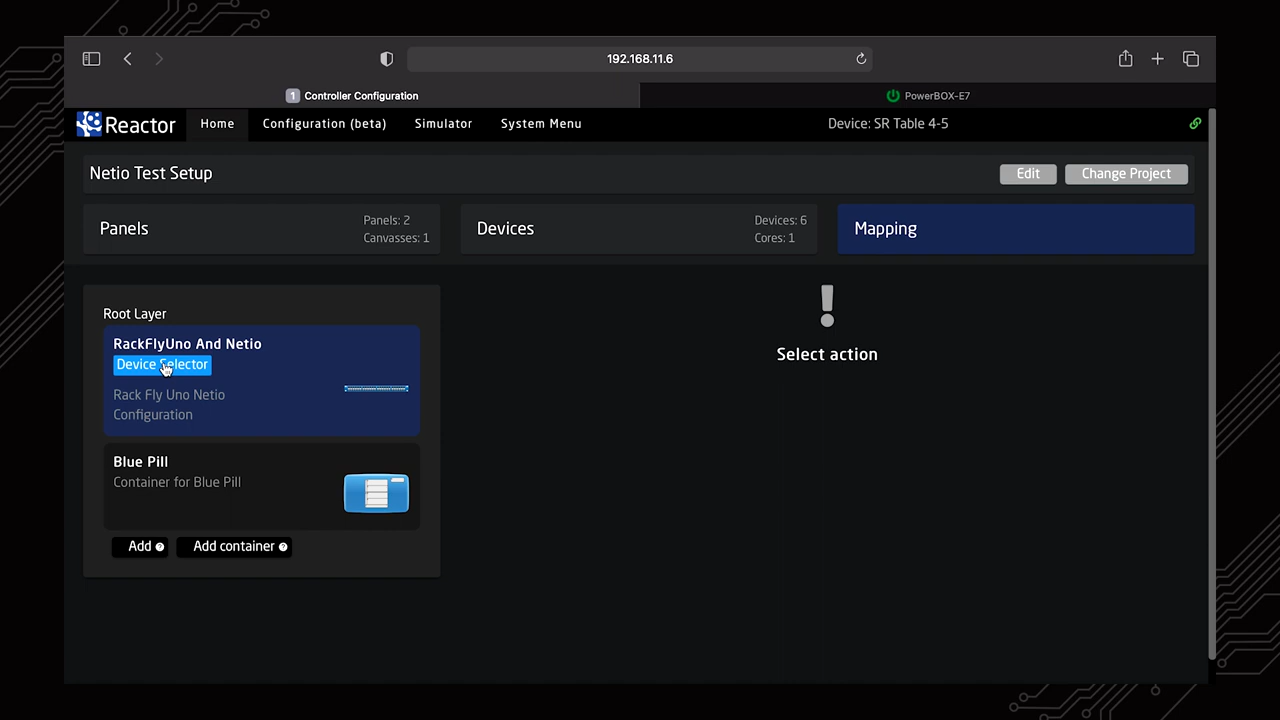 192.168.11.6
1 Controller Configuration
PowerBOX-E7
Reactor
Home
Configuration (beta)
Simulator
System Menu
Device: SR Table 4-5
Netio Test Setup
Edit
Change Project
Panels
Panels: 2
Canvasses: 1
Devices
Devices: 6
Cores: 1
Mapping
Root Layer
RackFlyUno And Netio
Device Selector
Rack Fly Uno Netio
Configuration
Blue Pill
Container for Blue Pill
Add ?
Add container ?
!
Select action